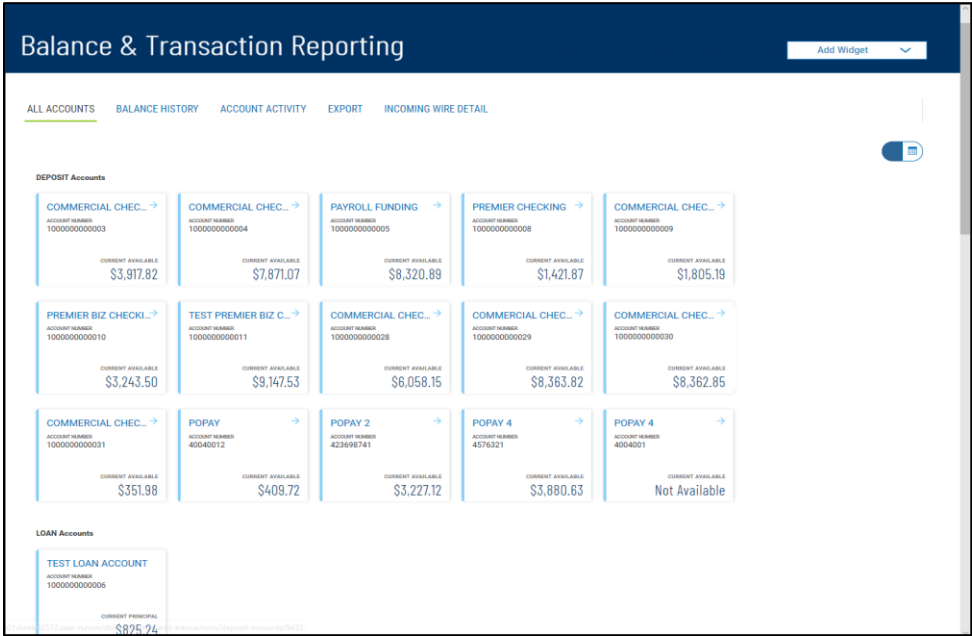 Balance & Transaction Reporting
Add Widget
ALL ACCOUNTS BALANCE HISTORY ACCOUNT ACTIVITY EXPORT INCOMING WIRE DETAIL
DEPOSIT Accounts
COMMERCIAL CHEC... COMMERCIAL CHEC... PAYROLL FUNDING PREMIER CHECKING COMMERCIAL CHEC...
ACCOUNT NUMBER ACCOUNT NUMBER ACCOUNT NUMBER ACCOUNT NUMBER ACCOUNT NUMBER
1000000000003 1000000000004 1000000000005 1000000000008 1000000000009
CURRENT AVAILABLE CURRENT AVAILABLE CURRENT AVAILABLE CURRENT AVAILABLE CURRENT AVAILABLE
$3,917.82 $7,871.07 $8,320.89 $1,421.87 $1,805.19
PREMIER BIZ CHECKI... TEST PREMIER BIZ C... COMMERCIAL CHEC... COMMERCIAL CHEC... COMMERCIAL CHEC...
ACCOUNT NUMBER ACCOUNT NUMBER ACCOUNT NUMBER ACCOUNT NUMBER ACCOUNT NUMBER
1000000000010 1000000000011 1000000000028 1000000000029 1000000000030
CURRENT AVAILABLE CURRENT AVAILABLE CURRENT AVAILABLE CURRENT AVAILABLE CURRENT AVAILABLE
$3,243.50 $9,147.53 $6,058.15 $8,363.82 $8,362.85
COMMERCIAL CHEC... POPAY POPAY 2 POPAY 4 POPAY 4
ACCOUNT NUMBER ACCOUNT NUMBER ACCOUNT NUMBER ACCOUNT NUMBER ACCOUNT NUMBER
1000000000031 40040012 423698741 4576321 4004001
CURRENT AVAILABLE CURRENT AVAILABLE CURRENT AVAILABLE CURRENT AVAILABLE CURRENT AVAILABLE
$351.98 $409.72 $3,227.12 $3,880.63 Not Available
LOAN Accounts
TEST LOAN ACCOUNT
ACCOUNT NUMBER
1000000000006
CURRENT PRINCIPAL
$825.24